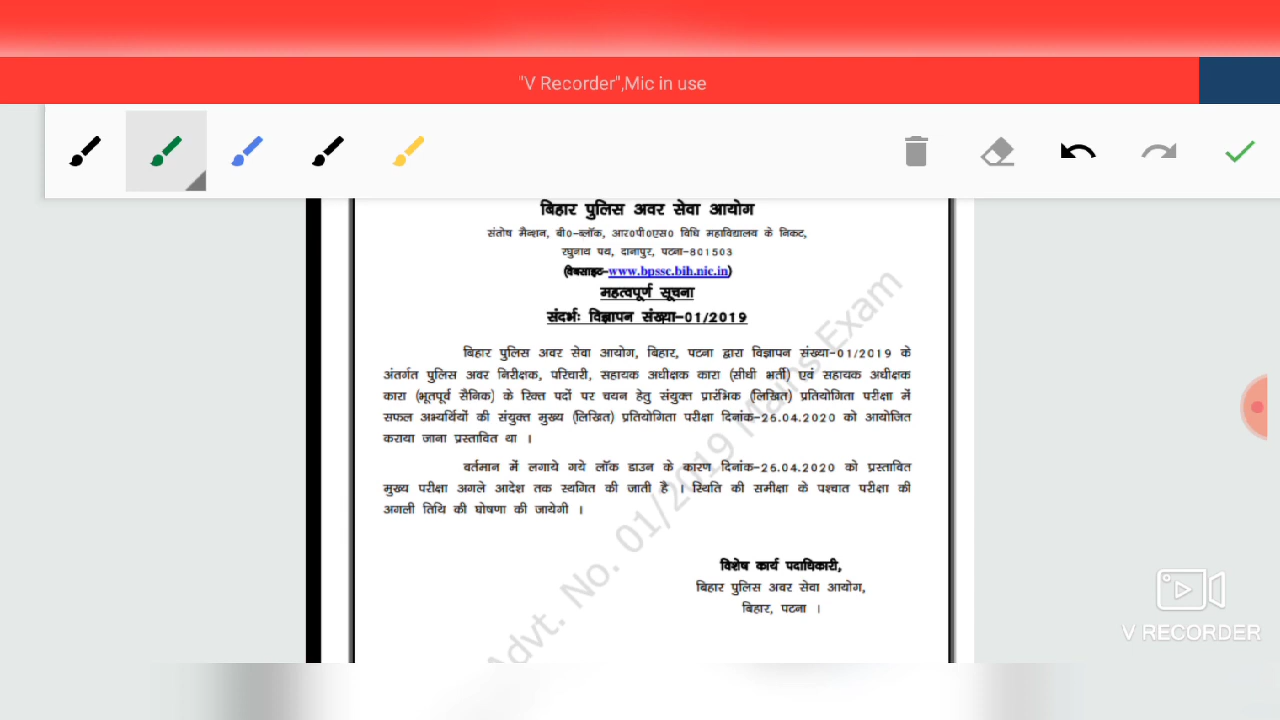 "V Recorder",Mic in use
बिहार पुलिस अवर सेवा आयोग
संतोष मैन्शन, बी०-ब्लॉक, आर०पी०एस० विधि महाविद्यालय के निकट,
रघुनाथ पथ, दानापुर, पटना-801503
(वेबसाइट-www.bpssc.bih.nic.in)
महत्वपूर्ण सूचना
संदर्भः विज्ञापन संख्या-01/2019
बिहार पुलिस अवर सेवा आयोग, बिहार, पटना द्वारा विज्ञापन संख्या-01/2019 के
अंतर्गत पुलिस अवर निरीक्षक, परिचारी, सहायक अधीक्षक कारा (सीधी भर्ती) एवं सहायक अधीक्षक
कारा (भूतपूर्व सैनिक) के रिक्त पदों पर चयन हेतु संयुक्त प्रारंभिक (लिखित) प्रतियोगिता परीक्षा में
सफल अभ्यर्थियों की संयुक्त मुख्य (लिखित) प्रतियोगिता परीक्षा दिनांक-26.04.2020 को आयोजित
कराया जाना प्रस्तावित था ।
वर्तमान में लगाये गये लॉक डाउन के कारण दिनांक-26.04.2020 को प्रस्तावित
मुख्य परीक्षा अगले आदेश तक स्थगित की जाती है । स्थिति की समीक्षा के पश्चात परीक्षा की
अगली तिथि की घोषणा की जायेगी ।
विशेष कार्य पदाधिकारी,
बिहार पुलिस अवर सेवा आयोग,
बिहार, पटना ।
Advt. No. 01/2019 Mains Exam
V RECORDER